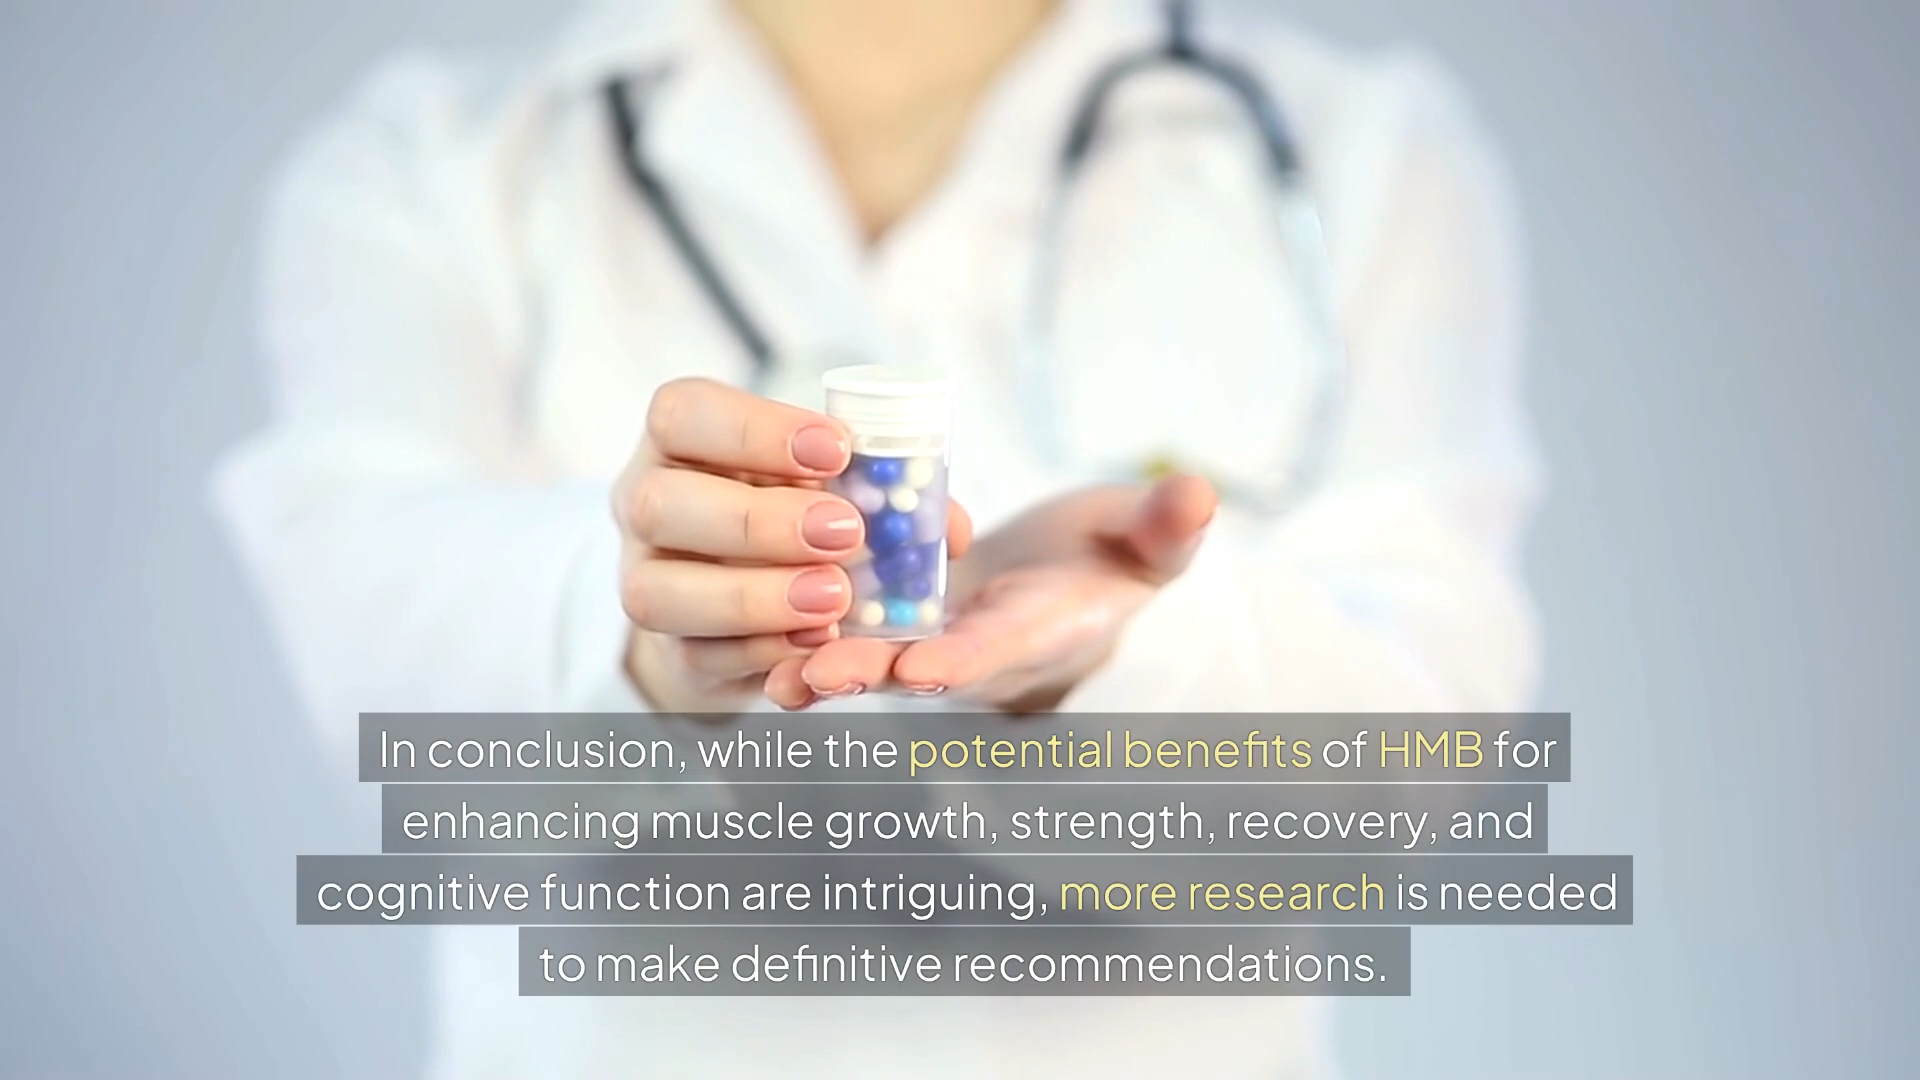 In conclusion, while the potential benefits of HMB for
enhancing muscle growth, strength, recovery, and
cognitive function are intriguing, more research is needed
to make definitive recommendations.